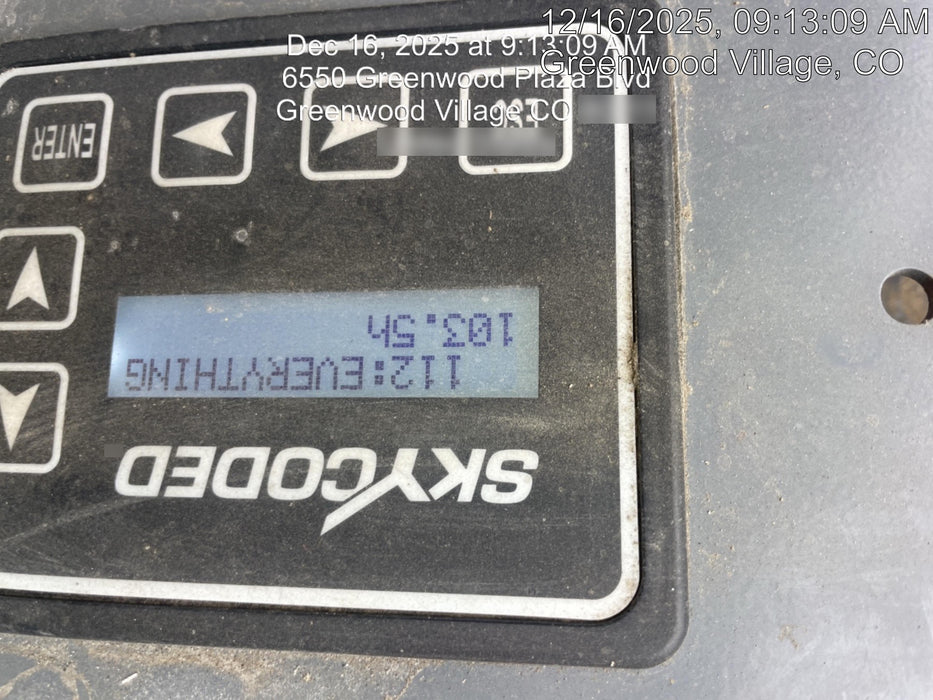 12/16/2025, 09:13:09 AM
Greenwood Village, CO
Dec 16, 2025 at 9:13:09 AM
6550 Greenwood Plaza Blvd
Greenwood Village CO
SKYCODED
112:EVERYTHING
103.5h
ESC
ENTER